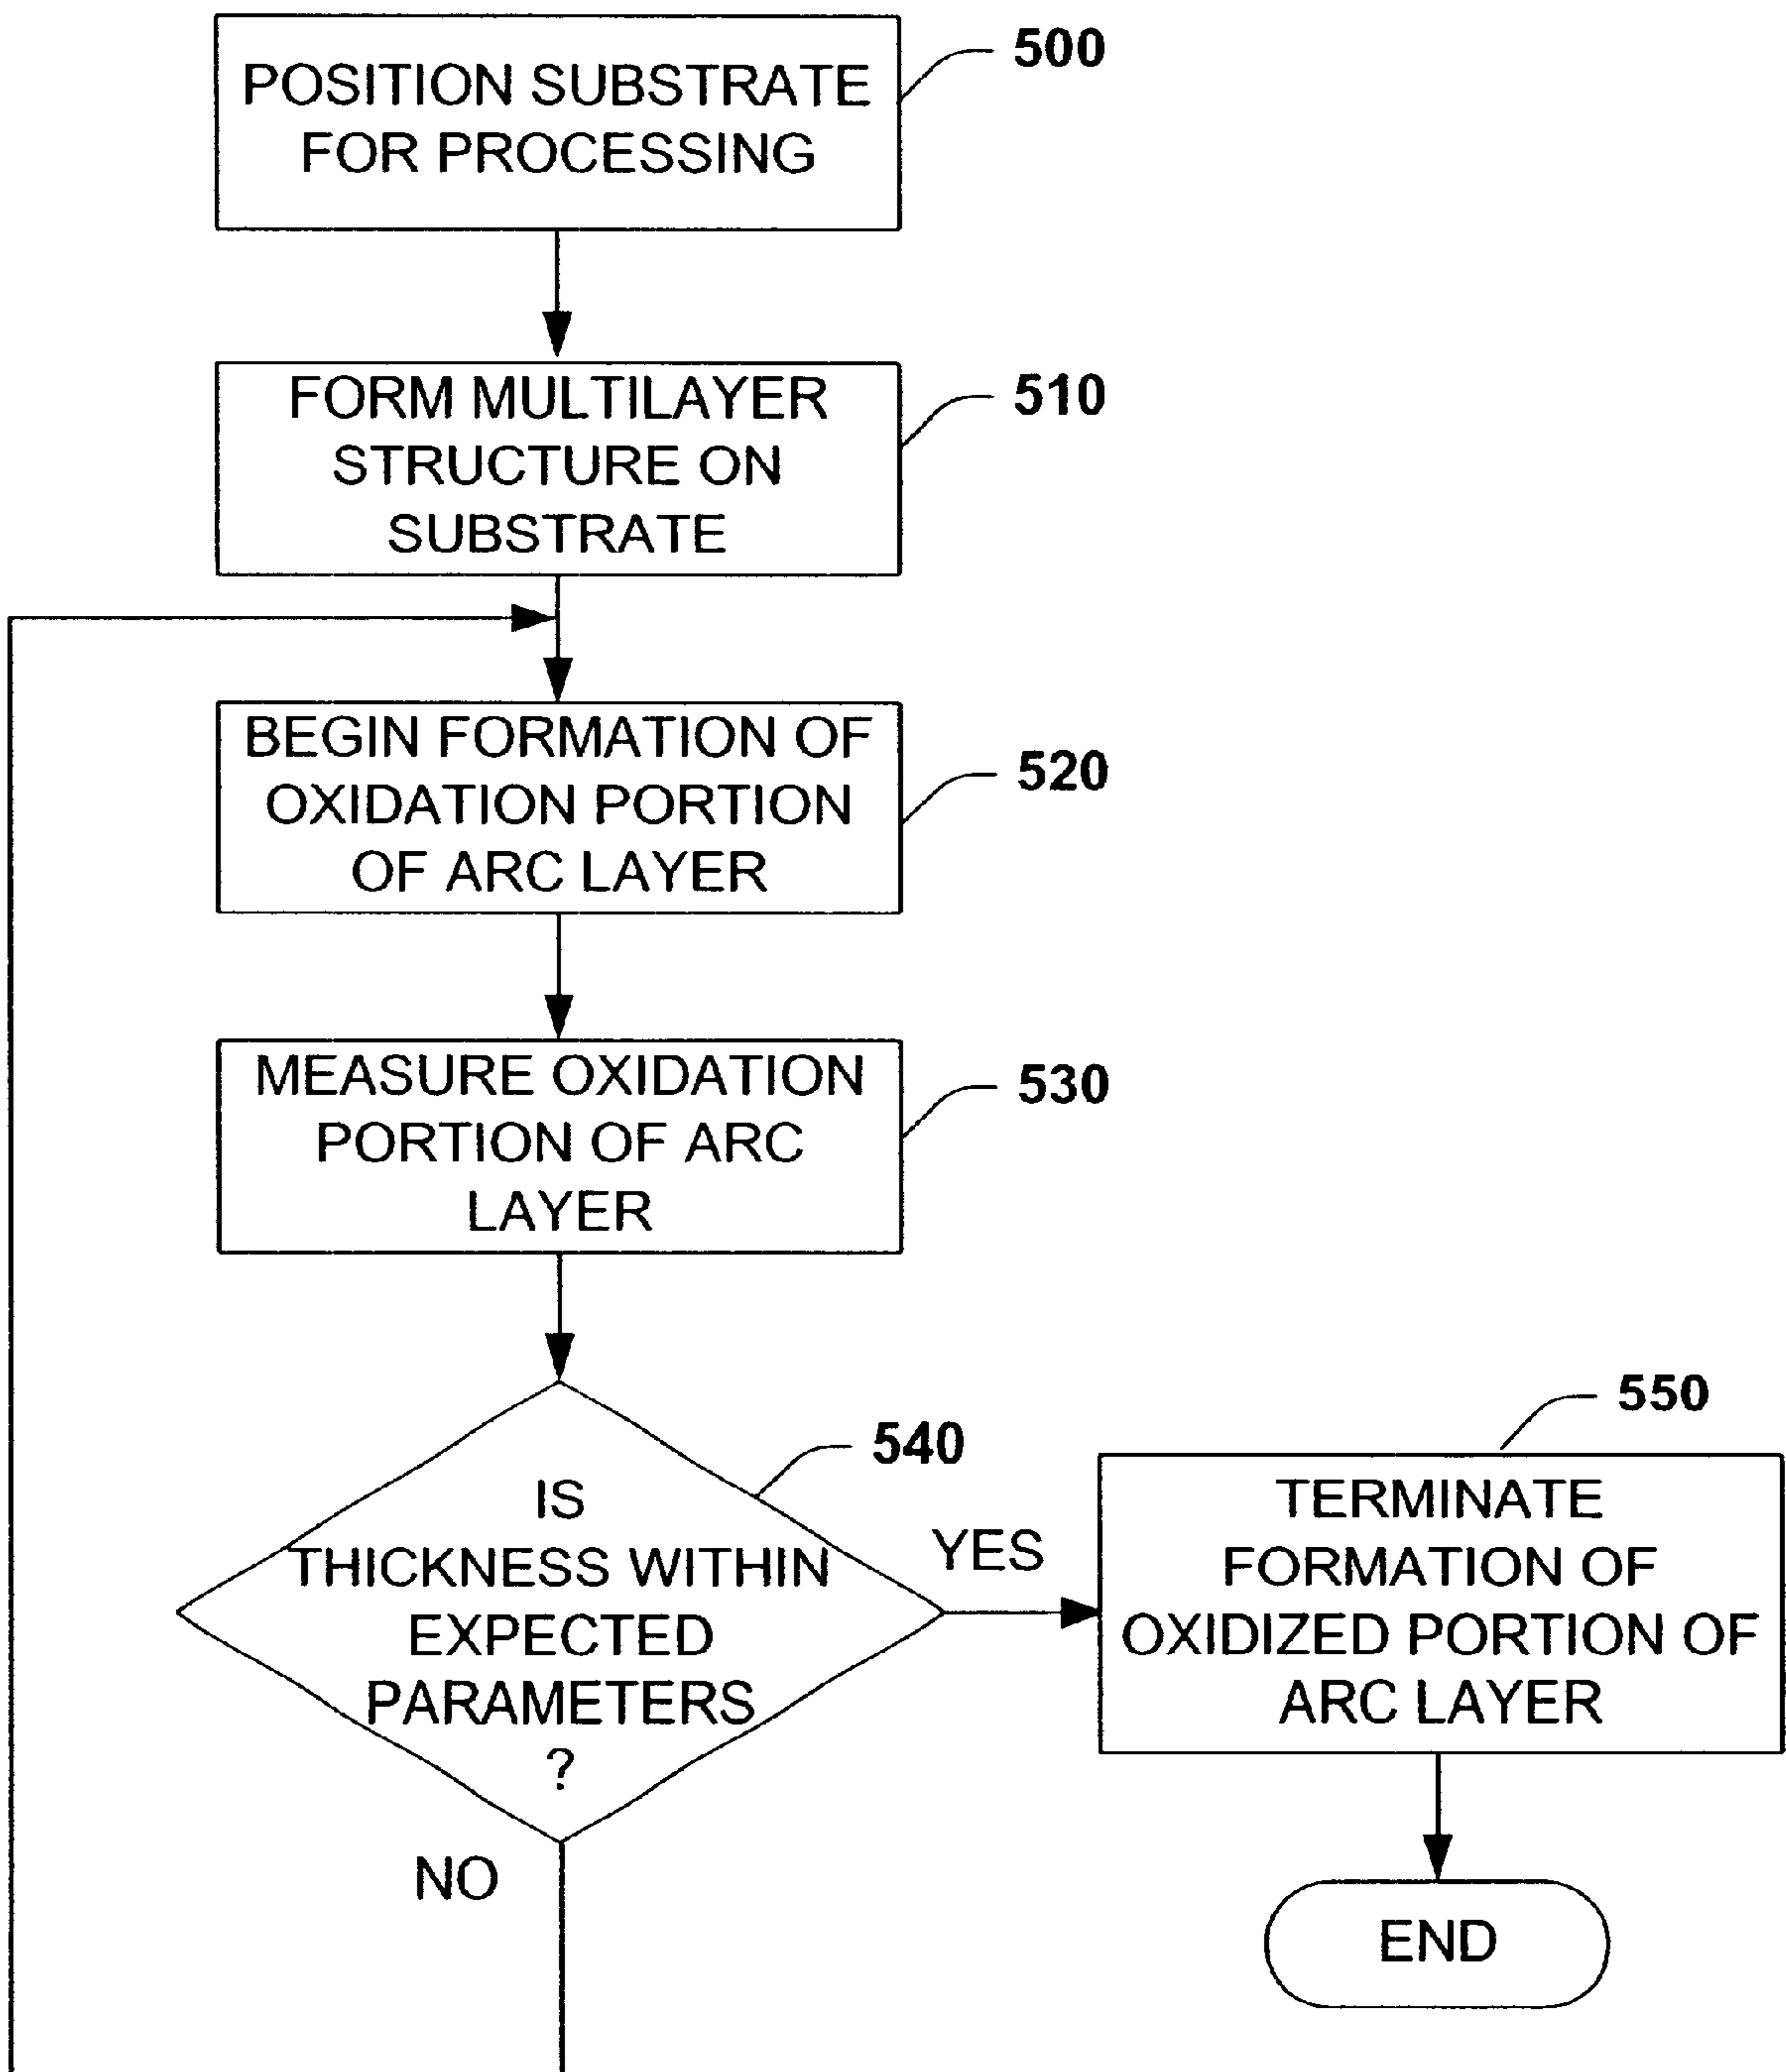 POSITION SUBSTRATE
FOR PROCESSING
500
FORM MULTILAYER
STRUCTURE ON
SUBSTRATE
510
BEGIN FORMATION OF
OXIDATION PORTION
OF ARC LAYER
520
MEASURE OXIDATION
PORTION OF ARC
LAYER
530
IS
THICKNESS WITHIN
EXPECTED
PARAMETERS
?
540
YES
NO
550
TERMINATE
FORMATION OF
OXIDIZED PORTION OF
ARC LAYER
END